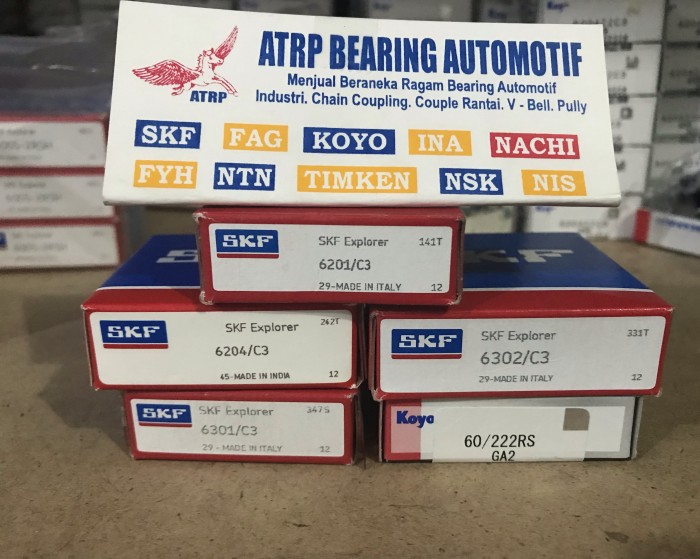 ATRP BEARING AUTOMOTIF
Menjual Beraneka Ragam Bearing Automotif
Industri. Chain Coupling. Couple Rantai. V - Bell. Pully
ATRP
SKF FAG KOYO INA NACHI
FYH NTN TIMKEN NSK NIS
SKF SKF Explorer 141T
6201/C3
29-MADE IN ITALY 12
SKF SKF Explorer 242T
6204/C3
45-MADE IN INDIA 12
SKF SKF Explorer 331T
6302/C3
29-MADE IN ITALY 12
SKF SKF Explorer 347S
6301/C3
29 - MADE IN ITALY 12
Koyo
60/222RS
GA2
Koyo